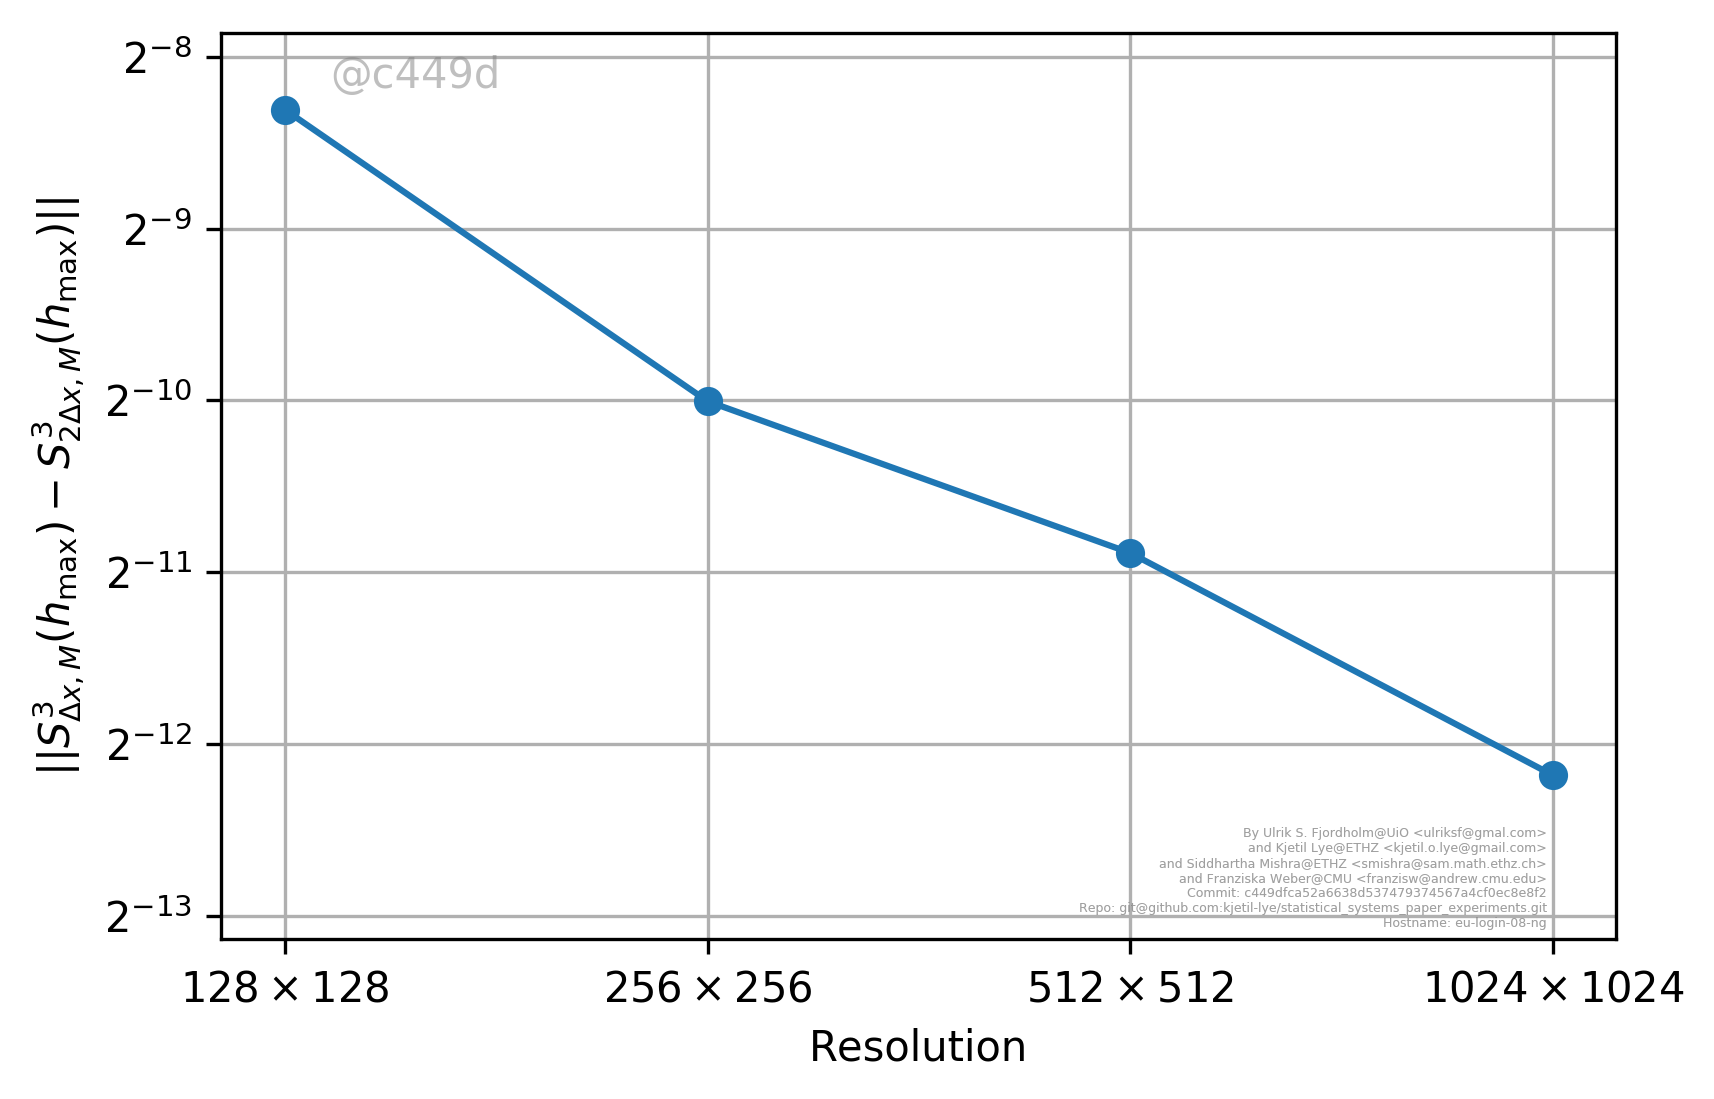 @c449d
2⁻⁸
2⁻⁹
2⁻¹⁰
2⁻¹¹
2⁻¹²
2⁻¹³
||S³_{Δx,M}(h_max) − S³_{2Δx,M}(h_max)||
By Ulrik S. Fjordholm@UiO <ulriksf@gmal.com>
and Kjetil Lye@ETHZ <kjetil.o.lye@gmail.com>
and Siddhartha Mishra@ETHZ <smishra@sam.math.ethz.ch>
and Franziska Weber@CMU <franzisw@andrew.cmu.edu>
Commit: c449dfca52a6638d537479374567a4cf0ec8e8f2
Repo: git@github.com:kjetil-lye/statistical_systems_paper_experiments.git
Hostname: eu-login-08-ng
128 × 128 256 × 256 512 × 512 1024 × 1024
Resolution